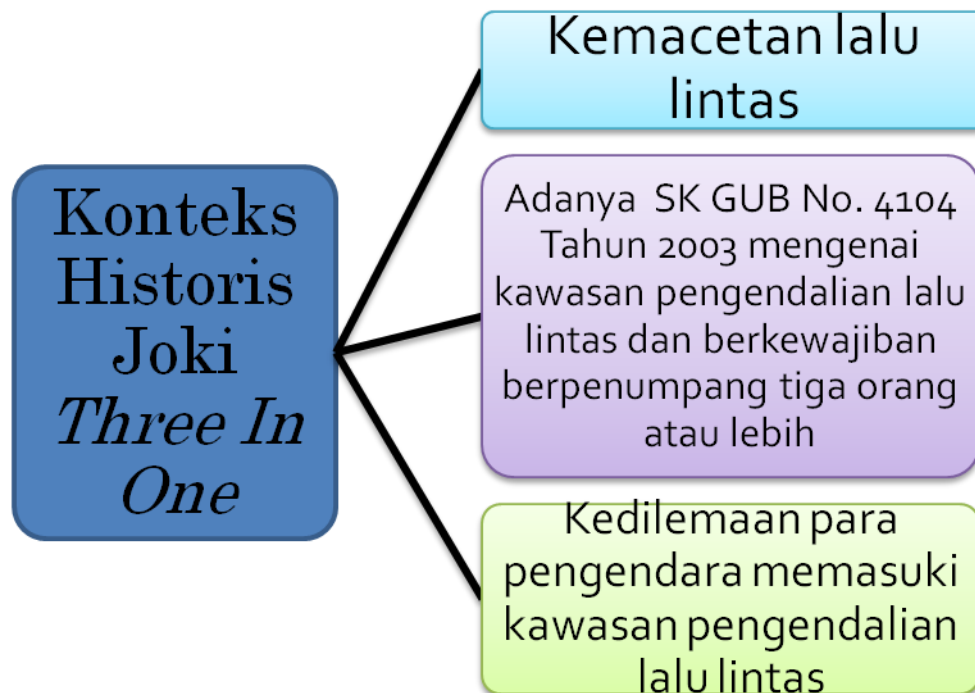 Konteks
Historis
Joki
Three In
One
Kemacetan lalu
lintas
Adanya SK GUB No. 4104
Tahun 2003 mengenai
kawasan pengendalian lalu
lintas dan berkewajiban
berpenumpang tiga orang
atau lebih
Kedilemaan para
pengendara memasuki
kawasan pengendalian
lalu lintas